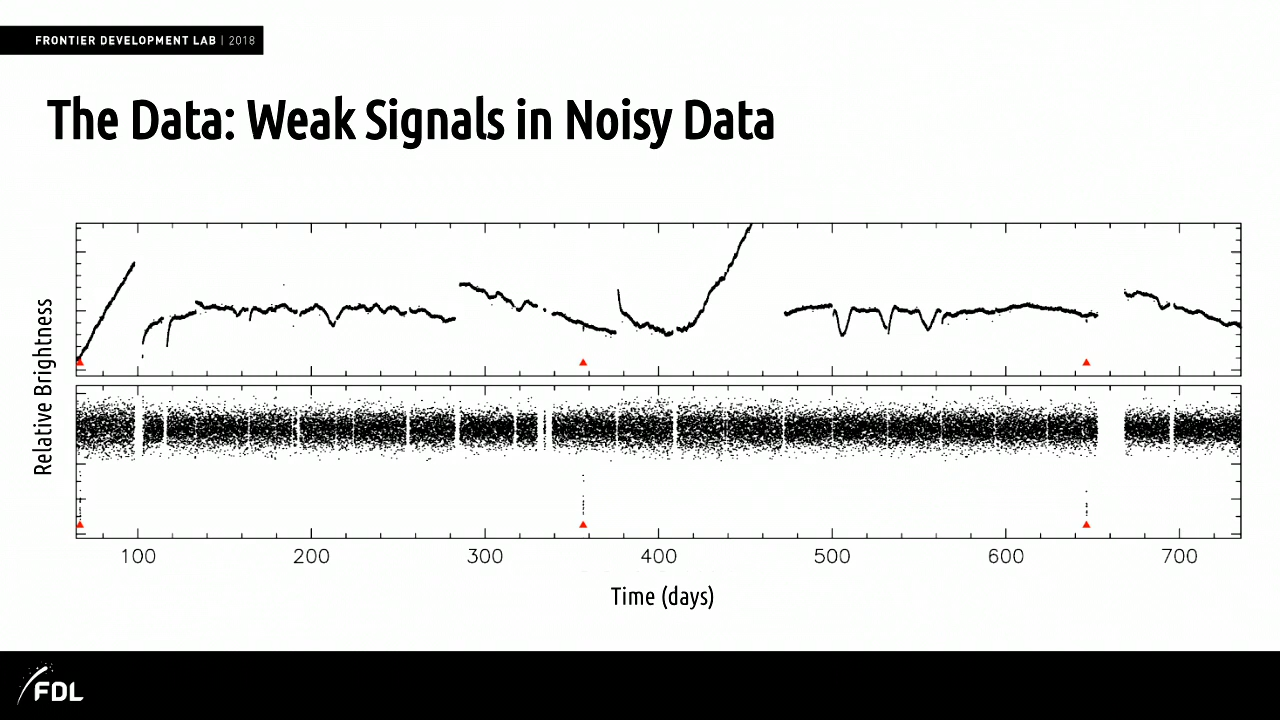 FRONTIER DEVELOPMENT LAB | 2018
The Data: Weak Signals in Noisy Data
Relative Brightness
100 200 300 400 500 600 700
Time (days)
FDL